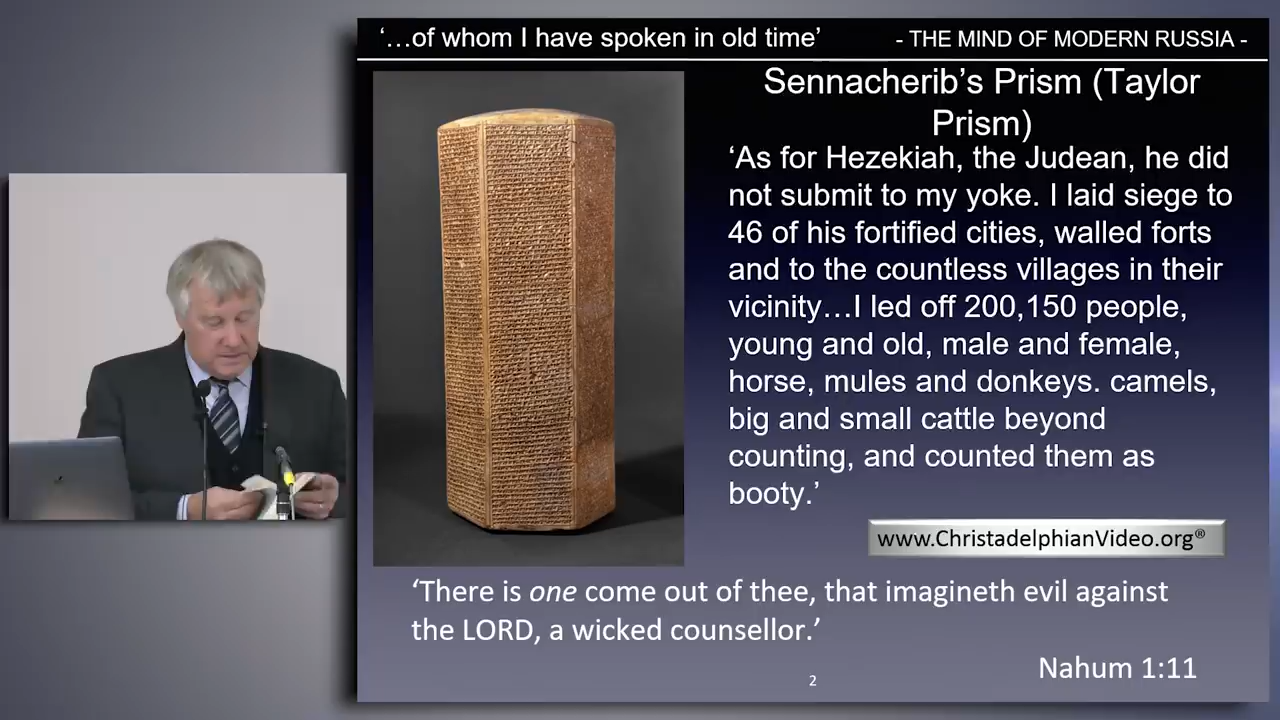 ‘…of whom I have spoken in old time’
- THE MIND OF MODERN RUSSIA -
Sennacherib’s Prism (Taylor
Prism)
‘As for Hezekiah, the Judean, he did
not submit to my yoke. I laid siege to
46 of his fortified cities, walled forts
and to the countless villages in their
vicinity…I led off 200,150 people,
young and old, male and female,
horse, mules and donkeys. camels,
big and small cattle beyond
counting, and counted them as
booty.’
www.ChristadelphianVideo.org®
‘There is one come out of thee, that imagineth evil against
the LORD, a wicked counsellor.’
Nahum 1:11
2